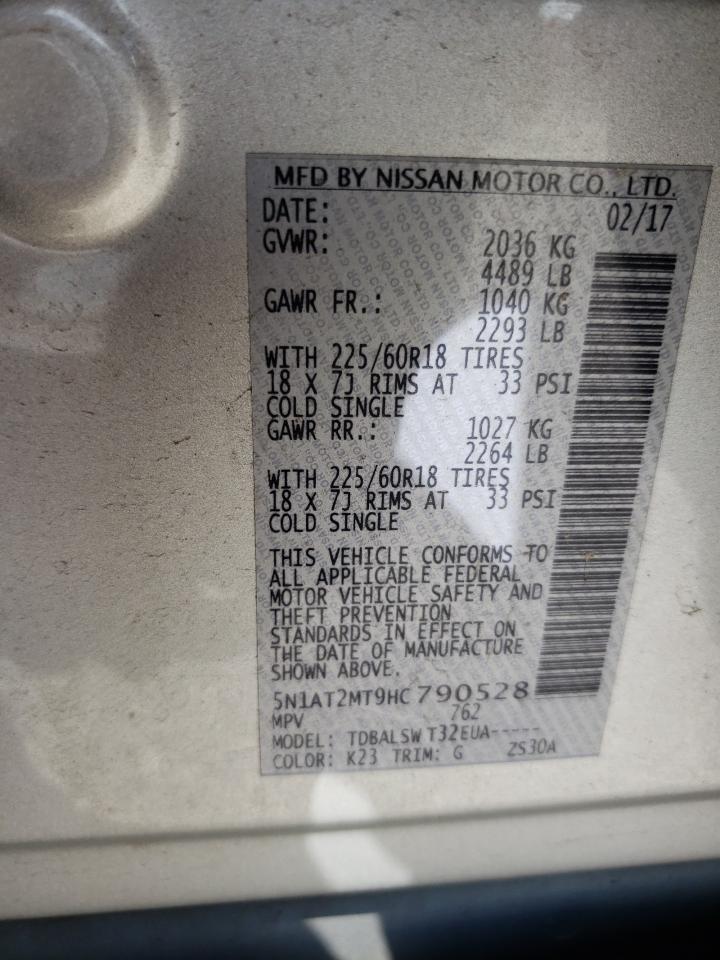 MFD BY NISSAN MOTOR CO., LTD.
DATE: 02/17
GVWR: 2036 KG
4489 LB
GAWR FR.: 1040 KG
2293 LB
WITH 225/60R18 TIRES
18 X 7J RIMS AT 33 PSI
COLD SINGLE
GAWR RR.: 1027 KG
2264 LB
WITH 225/60R18 TIRES
18 X 7J RIMS AT 33 PSI
COLD SINGLE
THIS VEHICLE CONFORMS TO
ALL APPLICABLE FEDERAL
MOTOR VEHICLE SAFETY AND
THEFT PREVENTION
STANDARDS IN EFFECT ON
THE DATE OF MANUFACTURE
SHOWN ABOVE.
5N1AT2MT9HC790528
MPV 762
MODEL: TDBALSW T32EUA-----
COLOR: K23 TRIM: G ZS30A